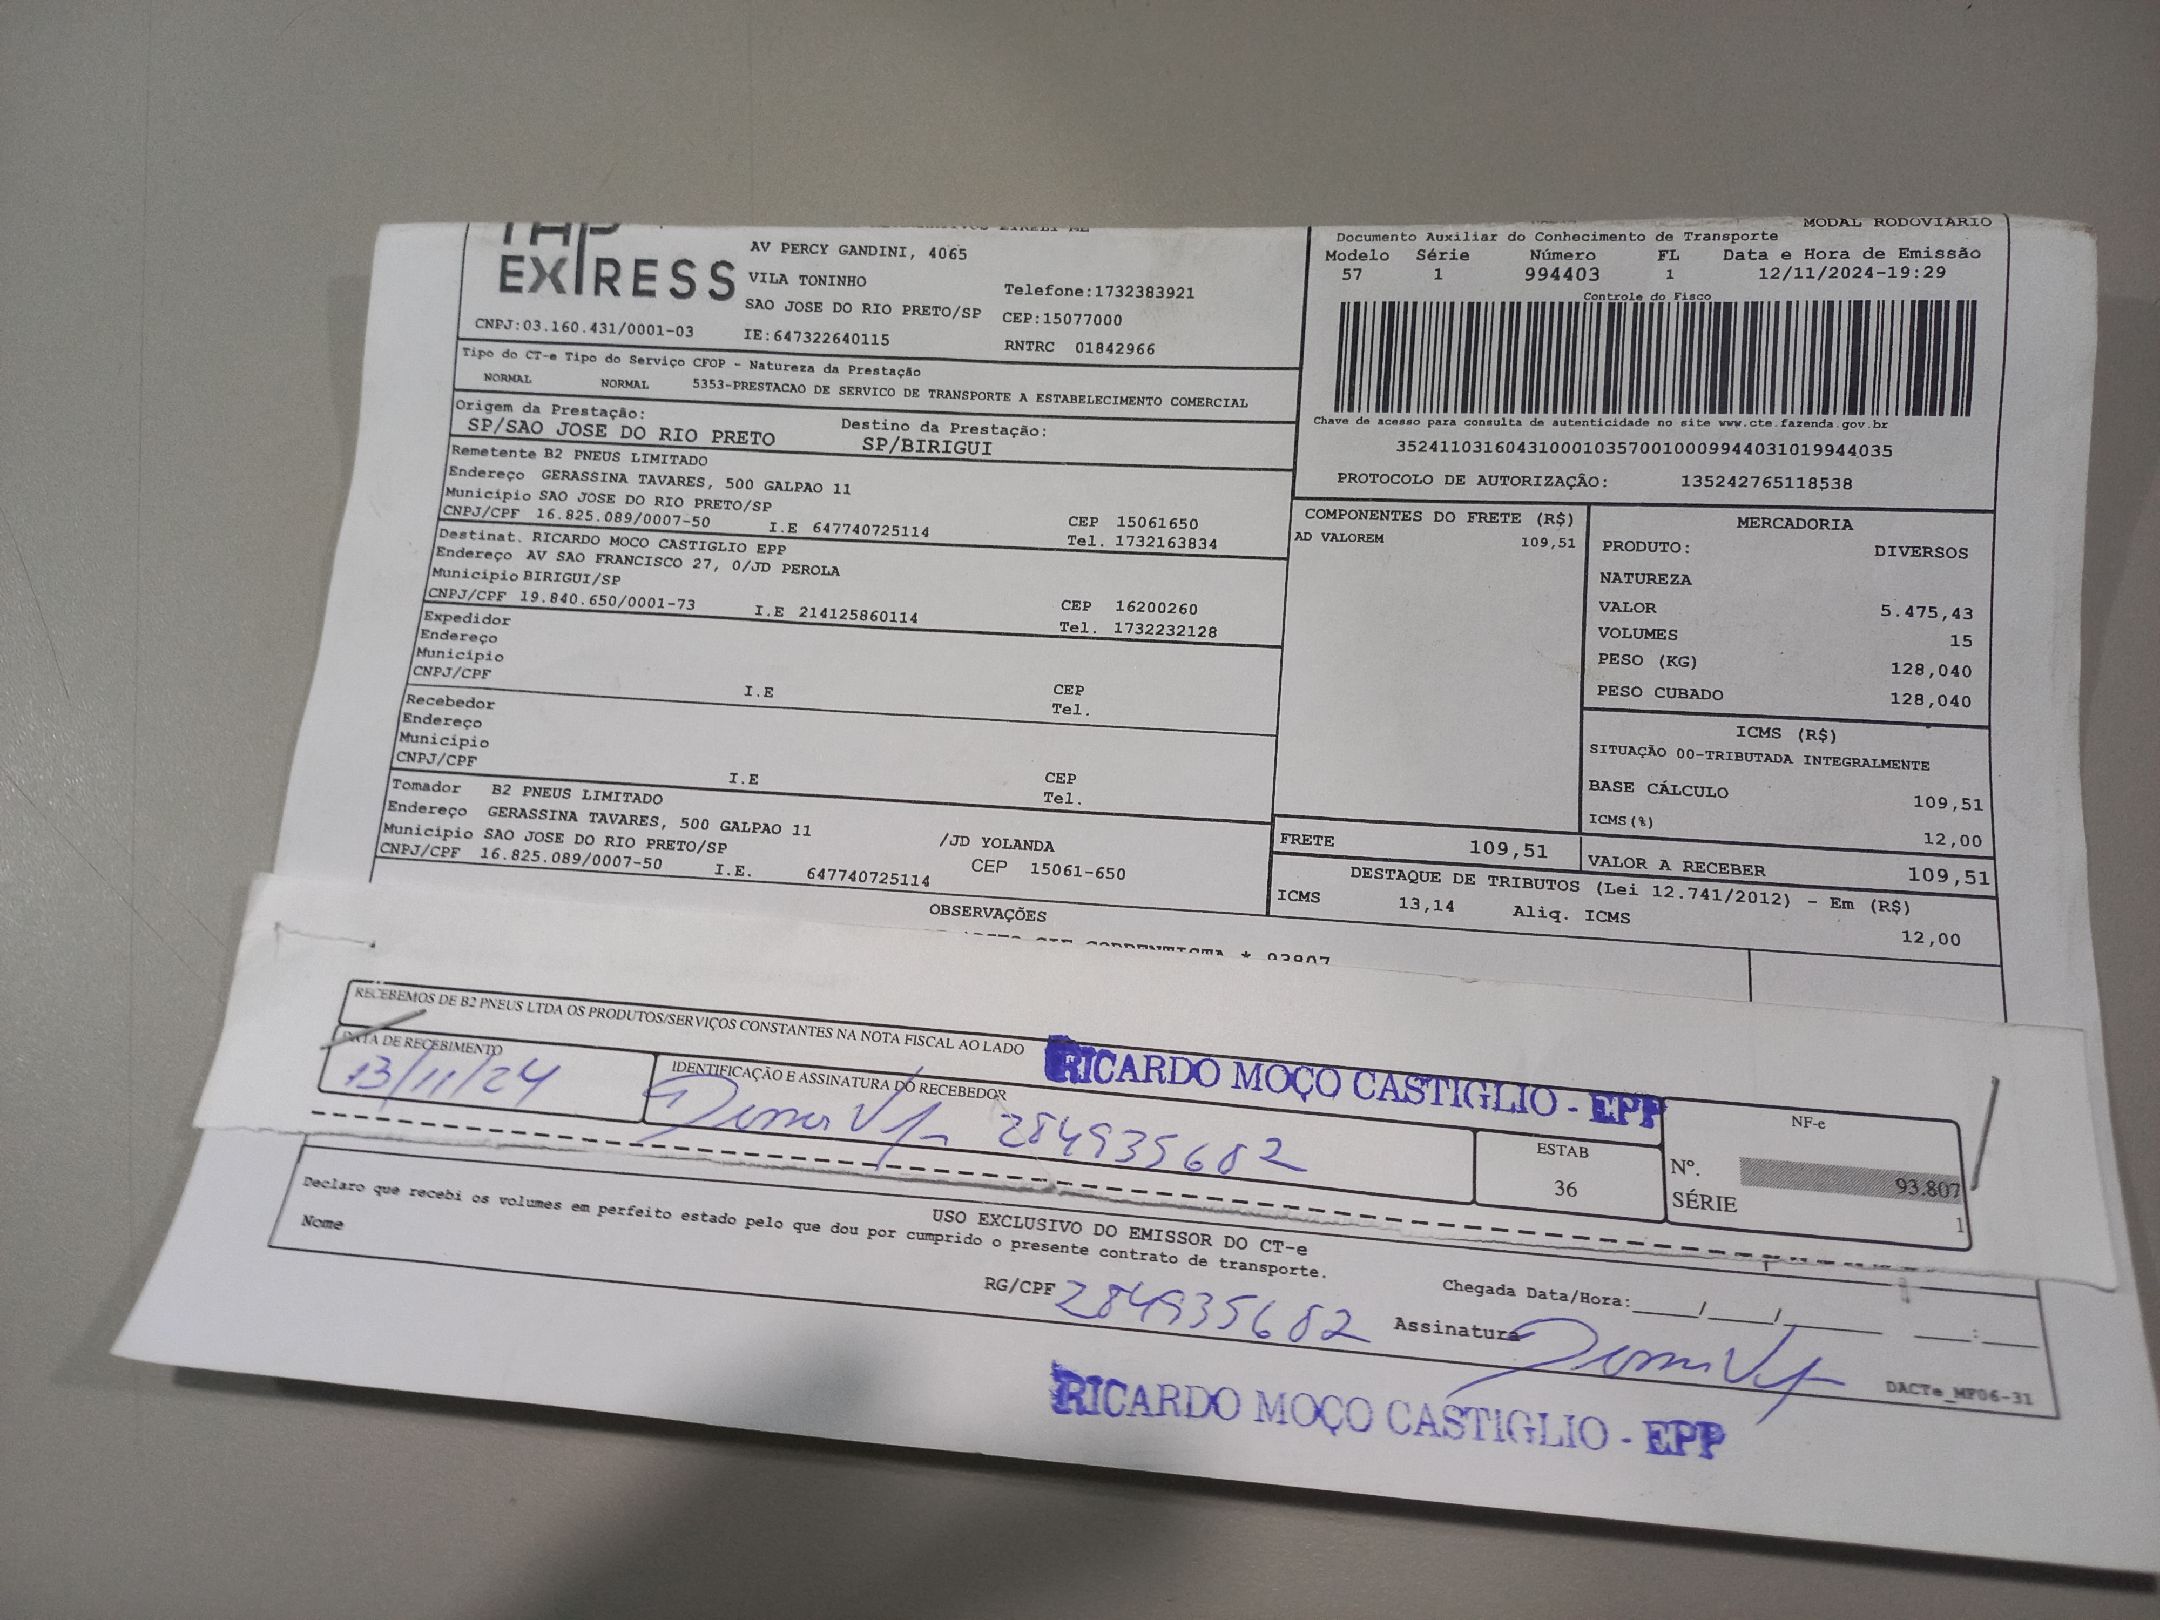 EXPRESS
AV PERCY GANDINI, 4065
VILA TONINHO
Telefone:1732383921
SAO JOSE DO RIO PRETO/SP CEP:15077000
CNPJ:03.160.431/0001-03 IE:647322640115 RNTRC 01842966
MODAL RODOVIÁRIO
Documento Auxiliar do Conhecimento de Transporte
Modelo Série Número FL Data e Hora de Emissão
57 1 994403 1 12/11/2024-19:29
Controle do Fisco
Chave de acesso para consulta de autenticidade no site www.cte.fazenda.gov.br
35241103160431000103570010009944031019944035
PROTOCOLO DE AUTORIZAÇÃO: 135242765118538
Tipo do CT-e Tipo do Serviço CFOP - Natureza da Prestação
NORMAL NORMAL 5353-PRESTACAO DE SERVICO DE TRANSPORTE A ESTABELECIMENTO COMERCIAL
Origem da Prestação: Destino da Prestação:
SP/SAO JOSE DO RIO PRETO SP/BIRIGUI
Remetente B2 PNEUS LIMITADO
Endereço GERASSINA TAVARES, 500 GALPAO 11
Município SAO JOSE DO RIO PRETO/SP CEP 15061650
CNPJ/CPF 16.825.089/0007-50 I.E 647740725114 Tel. 1732163834
Destinat. RICARDO MOCO CASTIGLIO EPP
Endereço AV SAO FRANCISCO 27, 0/JD PEROLA
Município BIRIGUI/SP CEP 16200260
CNPJ/CPF 19.840.650/0001-73 I.E 214125860114 Tel. 1732232128
Expedidor
Endereço
Município CEP
CNPJ/CPF I.E Tel.
Recebedor
Endereço
Município CEP
CNPJ/CPF I.E Tel.
Tomador B2 PNEUS LIMITADO
Endereço GERASSINA TAVARES, 500 GALPAO 11 /JD YOLANDA
Município SAO JOSE DO RIO PRETO/SP CEP 15061-650
CNPJ/CPF 16.825.089/0007-50 I.E. 647740725114
COMPONENTES DO FRETE (R$)
AD VALOREM 109,51
MERCADORIA
PRODUTO: DIVERSOS
NATUREZA
VALOR 5.475,43
VOLUMES 15
PESO (KG) 128,040
PESO CUBADO 128,040
ICMS (R$)
SITUAÇÃO 00-TRIBUTADA INTEGRALMENTE
BASE CÁLCULO 109,51
ICMS(%) 12,00
FRETE 109,51 VALOR A RECEBER 109,51
DESTAQUE DE TRIBUTOS (Lei 12.741/2012) - Em (R$)
ICMS 13,14 Aliq. ICMS 12,00
OBSERVAÇÕES
CORRENTISTA * 93807
RECEBEMOS DE B2 PNEUS LTDA OS PRODUTOS/SERVIÇOS CONSTANTES NA NOTA FISCAL AO LADO
RICARDO MOÇO CASTIGLIO - EPP
DATA DE RECEBIMENTO
13/11/24
IDENTIFICAÇÃO E ASSINATURA DO RECEBEDOR
284935682
ESTAB
36
NF-e
Nº. 93.807
SÉRIE 1
USO EXCLUSIVO DO EMISSOR DO CT-e
Declaro que recebi os volumes em perfeito estado pelo que dou por cumprido o presente contrato de transporte.
Nome RG/CPF 284935682 Chegada Data/Hora:_____/_____/______ ___:___
Assinatura
DACTe_MF06-31
RICARDO MOÇO CASTIGLIO - EPP